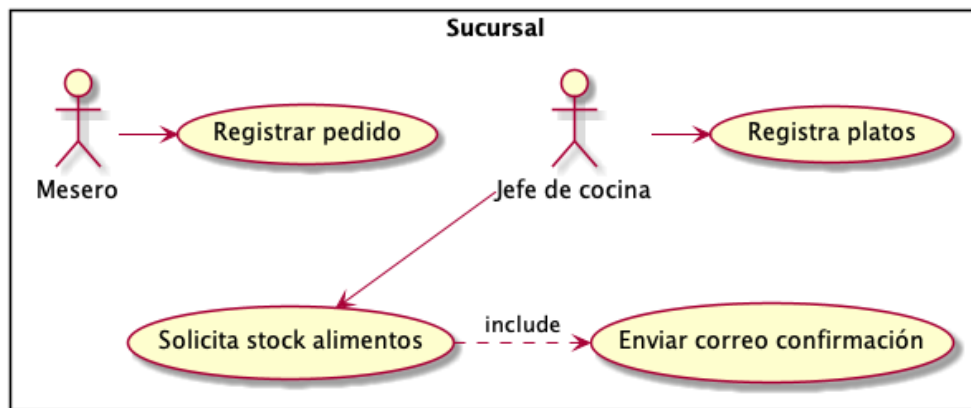 Sucursal
Registrar pedido
Registra platos
Mesero
Jefe de cocina
include
Solicita stock alimentos
Enviar correo confirmación